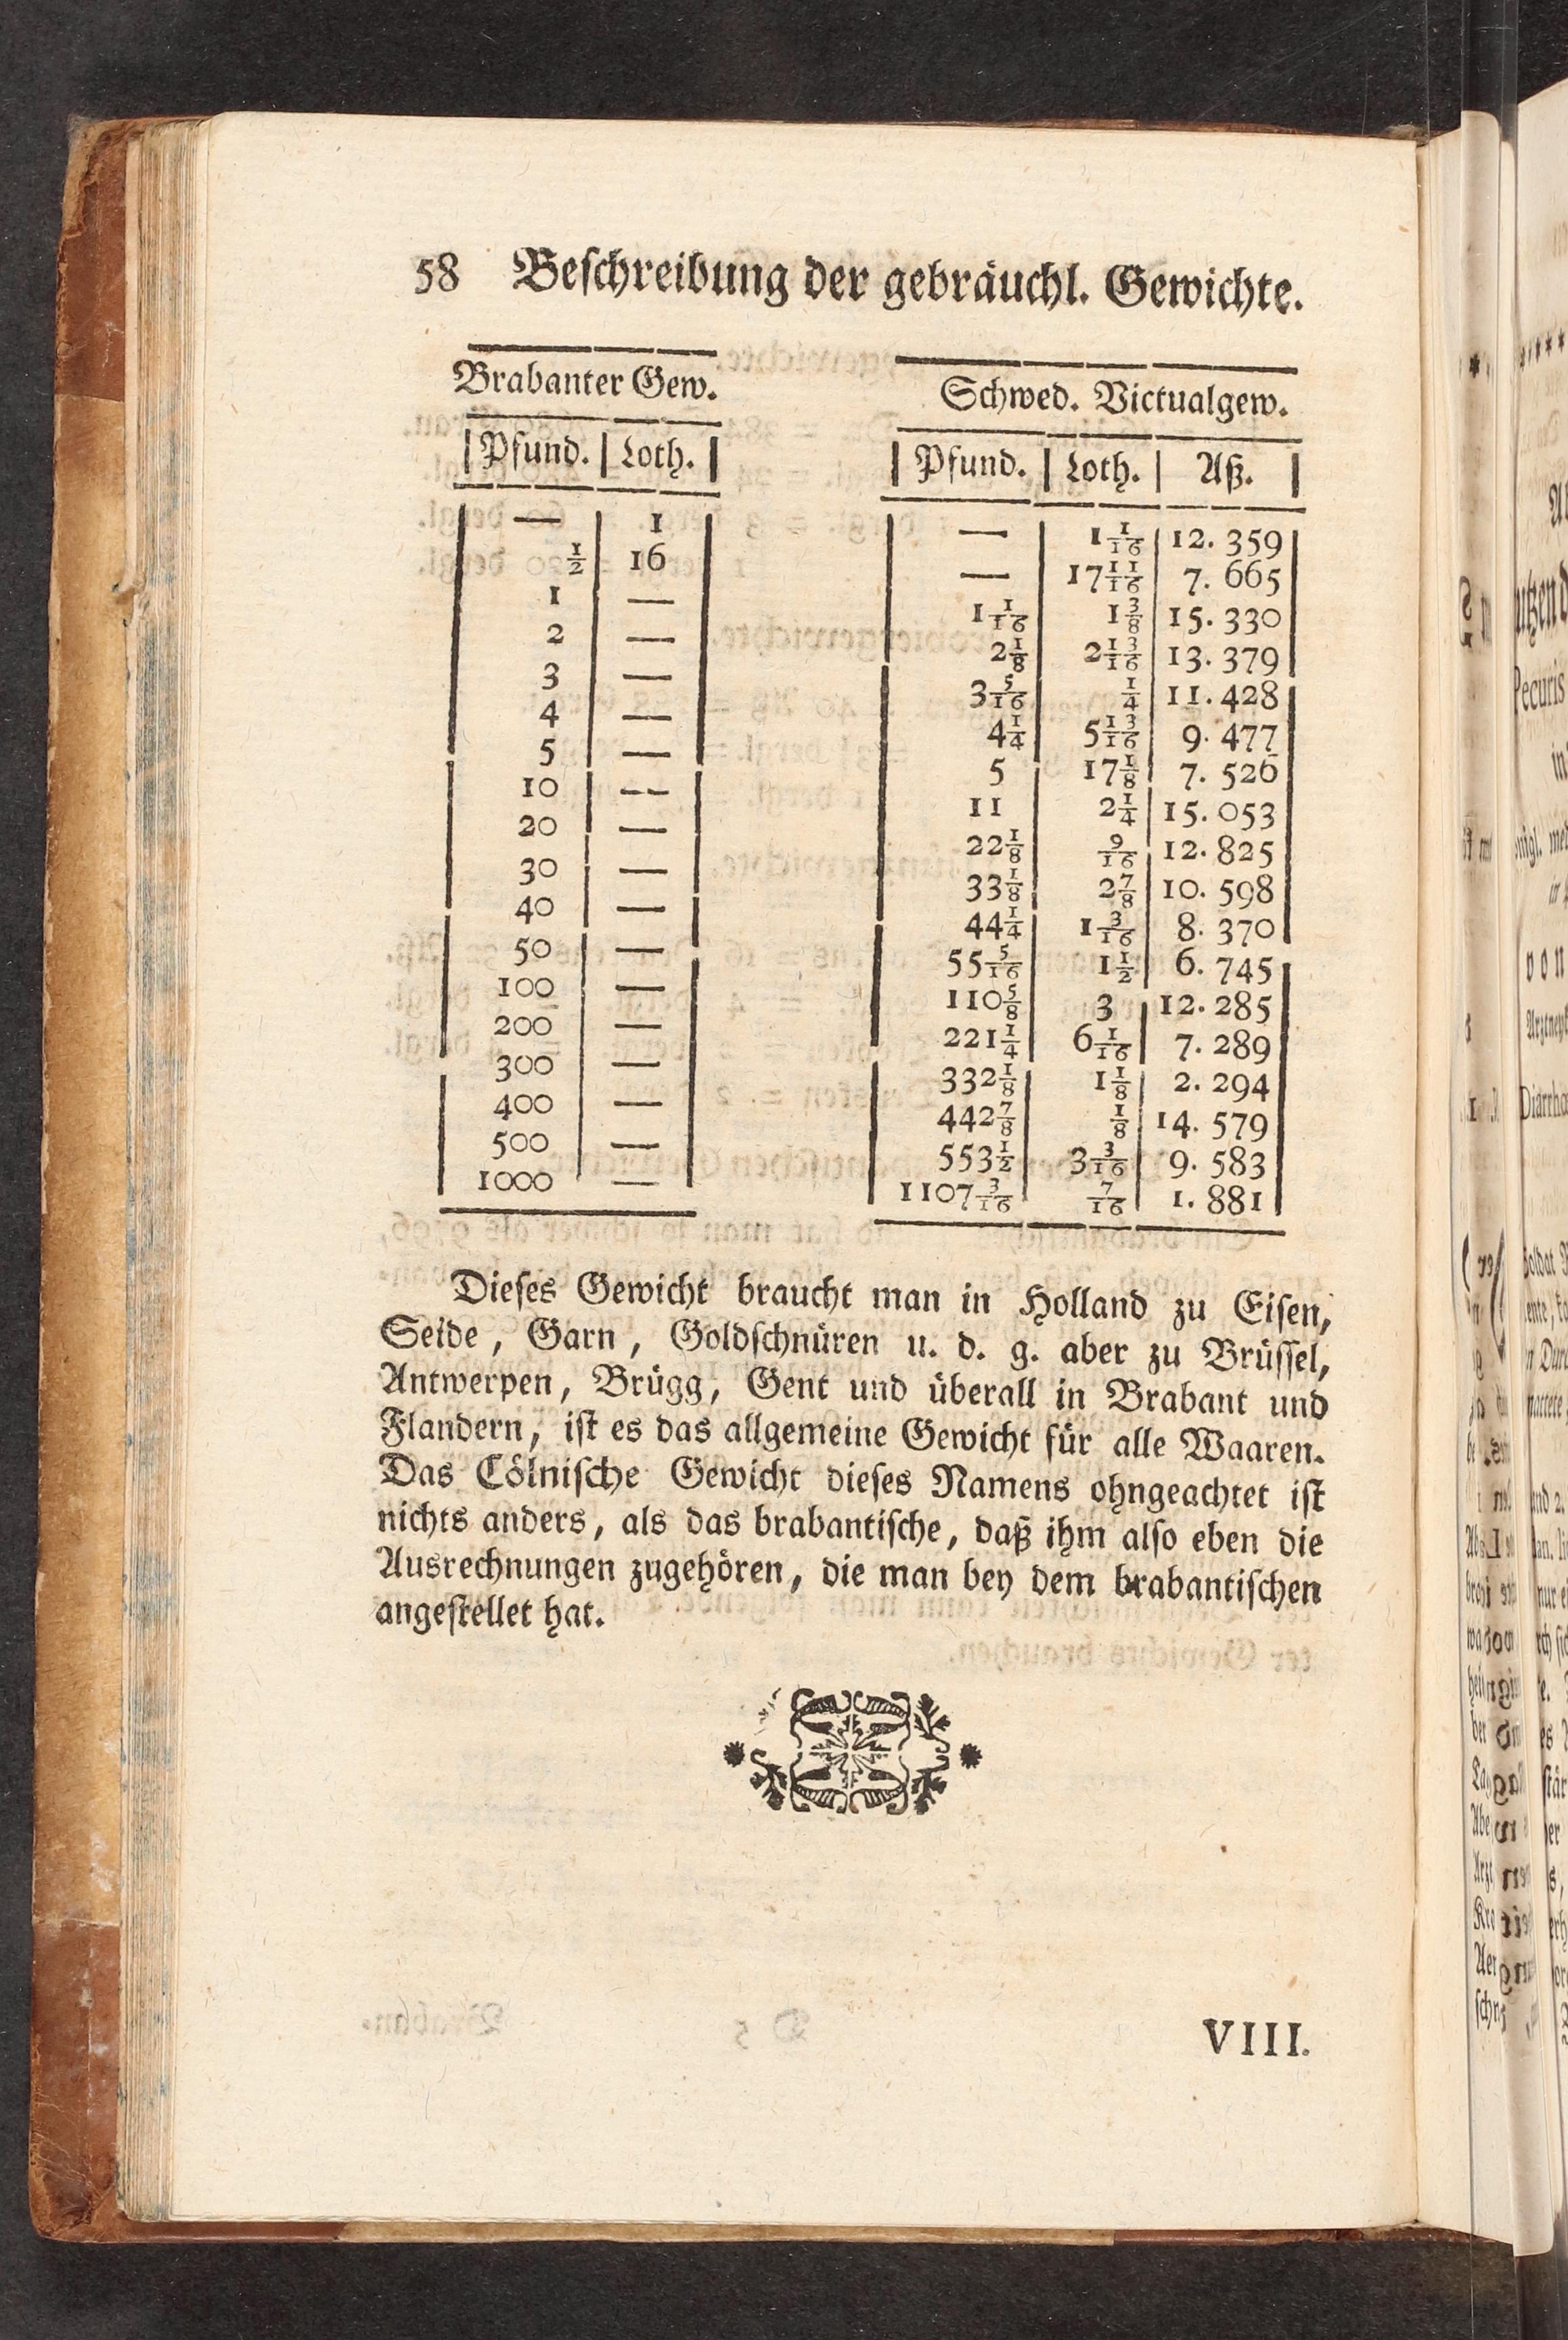 58 Beſchreibung der gebräuchl. Gewichte.
Brabanter Gew. Schwed. Victualgew.
|Pfund.| Loth.| | Pfund. | Loth. | Aß. |
— | 1 | — | 1 1/16 | 12. 359
1/2 | 16 | — | 17 11/16 | 7. 665
1 | — | 1 1/16 | 1 3/8 | 15. 330
2 | — | 2 1/8 | 2 13/16 | 13. 379
3 | — | 3 5/16 | 1/4 | 11. 428
4 | — | 4 1/4 | 5 13/16 | 9. 477
5 | — | 5 | 17 1/8 | 7. 526
10 | — | 11 | 2 1/4 | 15. 053
20 | — | 22 1/8 | 9/16 | 12. 825
30 | — | 33 1/8 | 2 7/8 | 10. 598
40 | — | 44 1/4 | 1 3/16 | 8. 370
50 | — | 55 5/16 | 1 1/2 | 6. 745
100 | — | 110 5/8 | 3 | 12. 285
200 | — | 221 1/4 | 6 1/16 | 7. 289
300 | — | 332 1/8 | 1 1/8 | 2. 294
400 | — | 442 7/8 | 1/8 | 14. 579
500 | — | 553 1/2 | 3 3/16 | 9. 583
1000 | — | 1107 3/16 | 7/16 | 1. 881
Dieſes Gewicht braucht man in Holland zu Eiſen,
Seide, Garn, Goldſchnüren u. d. g. aber zu Brüſſel,
Antwerpen, Brügg, Gent und überall in Brabant und
Flandern, iſt es das allgemeine Gewicht für alle Waaren.
Das Cölniſche Gewicht dieſes Namens ohngeachtet iſt
nichts anders, als das brabantiſche, daß ihm alſo eben die
Ausrechnungen zugehören, die man bey dem brabantiſchen
angeſtellet hat.
VIII.